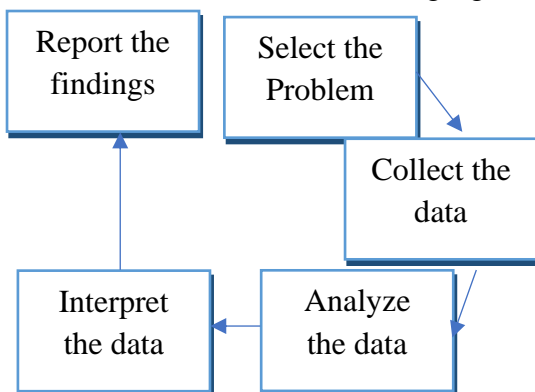 Report the
findings
Select the
Problem
Collect the
data
Analyze
the data
Interpret
the data